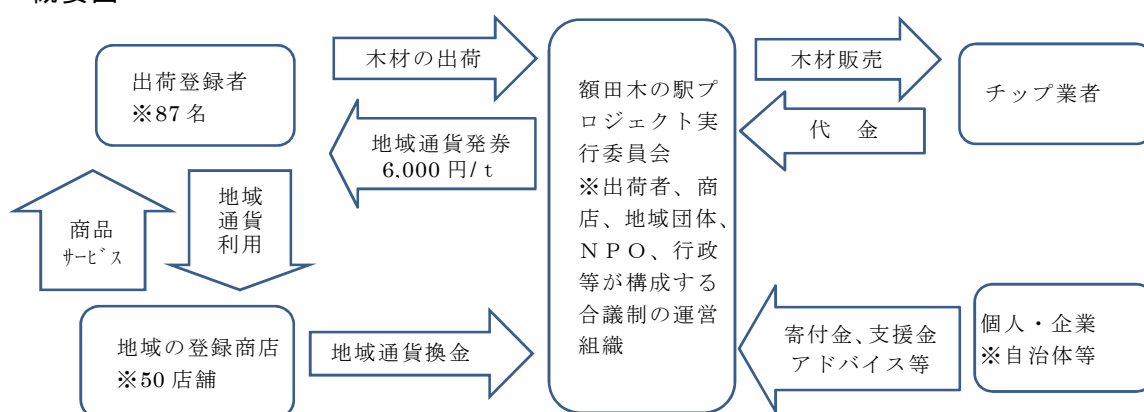 出荷登録者
※87名
木材の出荷
地域通貨発券
6,000円/ｔ
商品
ｻｰﾋﾞｽ
地域
通貨
利用
地域の登録商店
※50店舗
地域通貨換金
額田木の駅プ
ロジェクト実
行委員会
※出荷者、商
店、地域団体、
ＮＰＯ、行政
等が構成する
合議制の運営
組織
木材販売
代　金
チップ業者
寄付金、支援金
アドバイス等
個人・企業
※自治体等